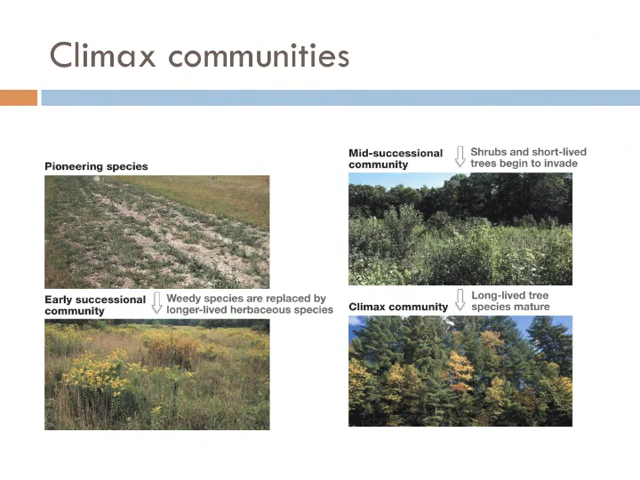 Climax communities
Pioneering species
Early successional
community
Weedy species are replaced by
longer-lived herbaceous species
Mid-successional
community
Shrubs and short-lived
trees begin to invade
Climax community
Long-lived tree
species mature